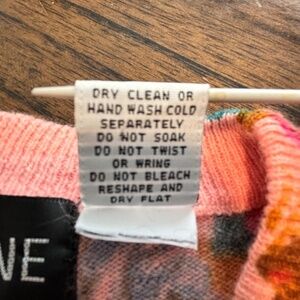 DRY CLEAN OR
HAND WASH COLD
SEPARATELY
DO NOT SOAK
DO NOT TWIST
OR WRING
DO NOT BLEACH
RESHAPE AND
DRY FLAT
NE